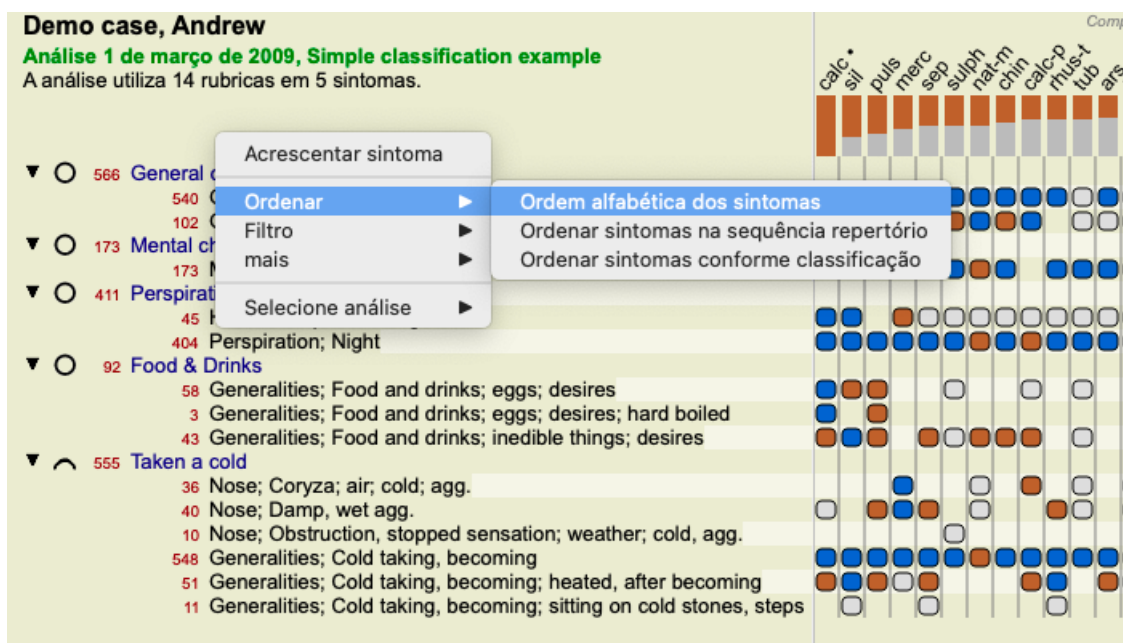 Demo case, Andrew
Análise 1 de março de 2009, Simple classification example
A análise utiliza 14 rubricas em 5 sintomas.
Comp
calc • sil puls merc sep sulph nat-m chin calc-p rhus-t tub ars
Acrescentar sintoma
Ordenar
Filtro
mais
Selecione análise
Ordem alfabética dos sintomas
Ordenar sintomas na sequência repertório
Ordenar sintomas conforme classificação
566 General
540
102
173 Mental ch
173
411 Perspirati
45
404 Perspiration; Night
92 Food & Drinks
58 Generalities; Food and drinks; eggs; desires
3 Generalities; Food and drinks; eggs; desires; hard boiled
43 Generalities; Food and drinks; inedible things; desires
555 Taken a cold
36 Nose; Coryza; air; cold; agg.
40 Nose; Damp, wet agg.
10 Nose; Obstruction, stopped sensation; weather; cold, agg.
548 Generalities; Cold taking, becoming
51 Generalities; Cold taking, becoming; heated, after becoming
11 Generalities; Cold taking, becoming; sitting on cold stones, steps